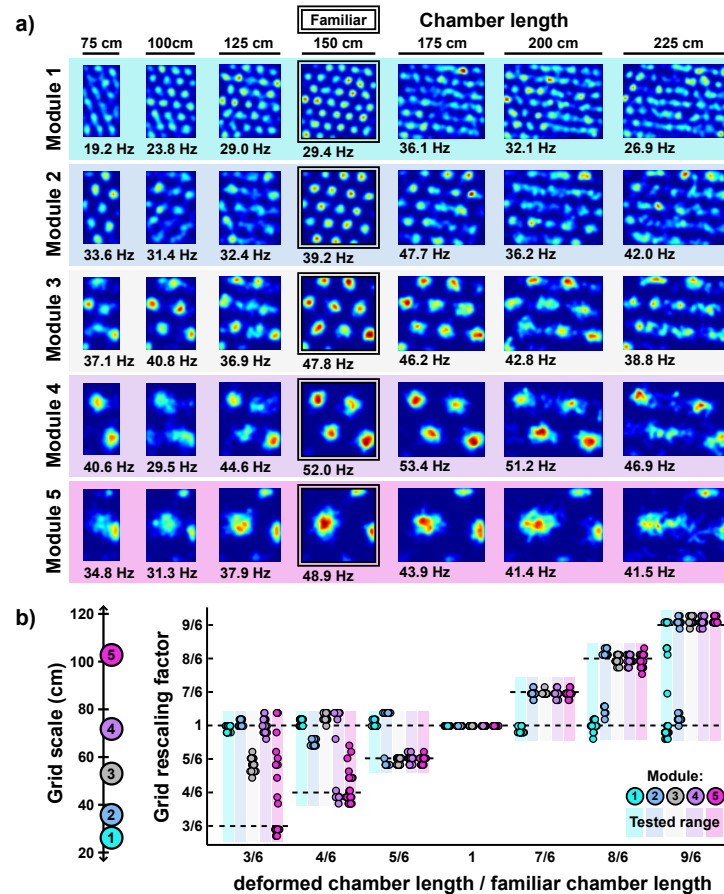 a)
Familiar
Chamber length
75 cm 100cm 125 cm 150 cm 175 cm 200 cm 225 cm
Module 1
19.2 Hz 23.8 Hz 29.0 Hz 29.4 Hz 36.1 Hz 32.1 Hz 26.9 Hz
Module 2
33.6 Hz 31.4 Hz 32.4 Hz 39.2 Hz 47.7 Hz 36.2 Hz 42.0 Hz
Module 3
37.1 Hz 40.8 Hz 36.9 Hz 47.8 Hz 46.2 Hz 42.8 Hz 38.8 Hz
Module 4
40.6 Hz 29.5 Hz 44.6 Hz 52.0 Hz 53.4 Hz 51.2 Hz 46.9 Hz
Module 5
34.8 Hz 31.3 Hz 37.9 Hz 48.9 Hz 43.9 Hz 41.4 Hz 41.5 Hz
b)
Grid scale (cm)
120
100
80
60
40
20
5
4
3
2
1
Grid rescaling factor
9/6
8/6
7/6
1
5/6
4/6
3/6
Module:
1 2 3 4 5
Tested range
3/6 4/6 5/6 1 7/6 8/6 9/6
deformed chamber length / familiar chamber length